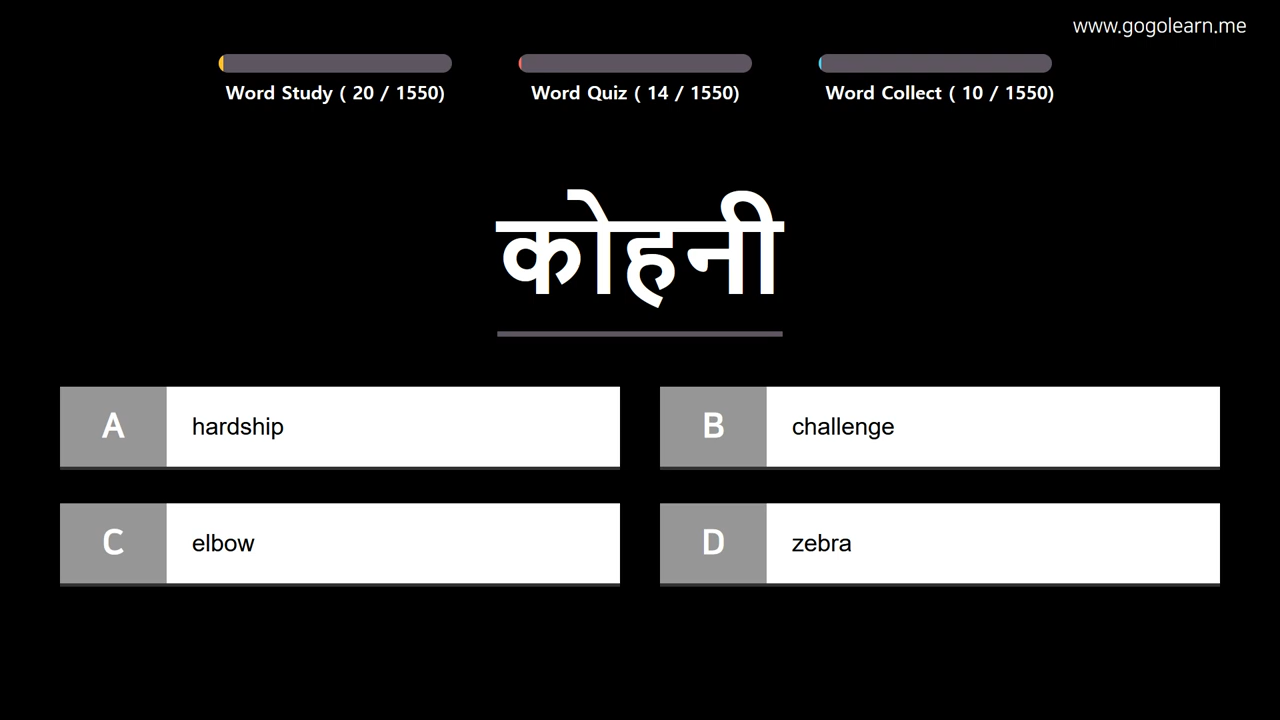 www.gogolearn.me
Word Study ( 20 / 1550)
Word Quiz ( 14 / 1550)
Word Collect ( 10 / 1550)
कोहनी
A hardship
B challenge
C elbow
D zebra